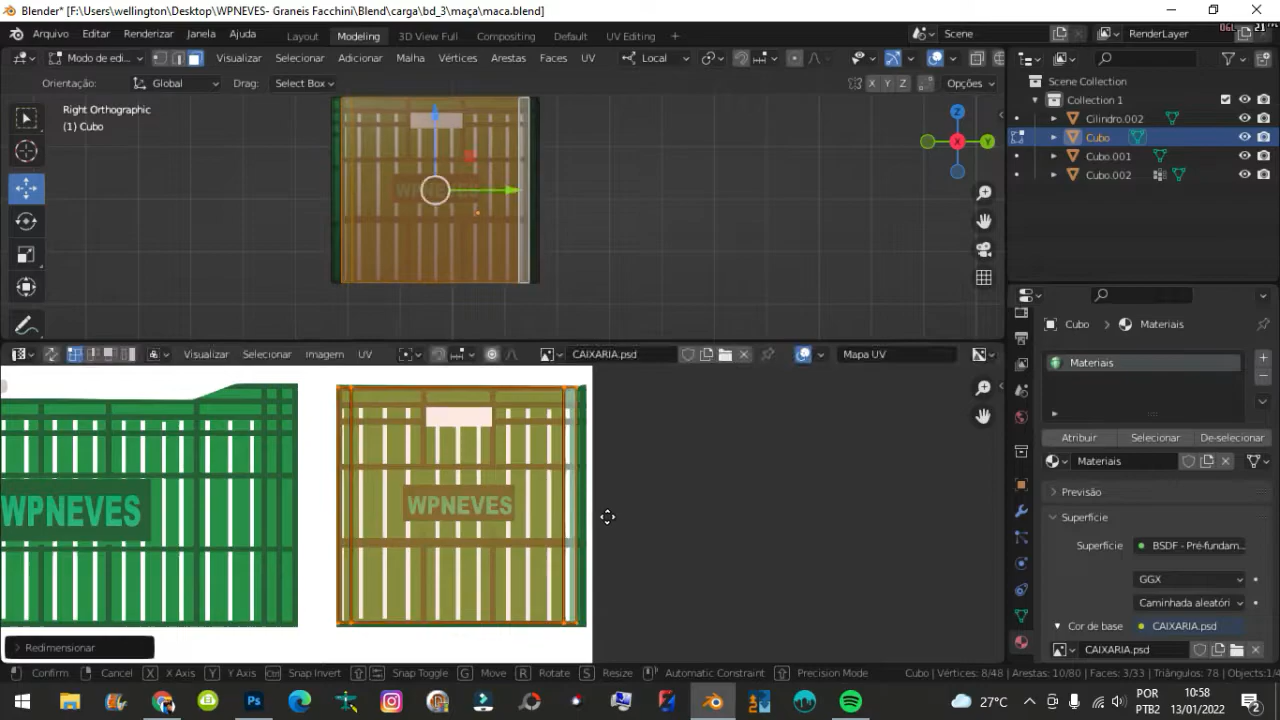 Blender* [F:\Users\wellington\Desktop\WPNEVES- Graneis Facchini\Blend\carga\bd_3\maça\maca.blend]
Arquivo Editar Renderizar Janela Ajuda Layout Modeling 3D View Full Compositing Default UV Editing + Scene RenderLayer
Modo de edi... Visualizar Selecionar Adicionar Malha Vértices Arestas Faces UV Local
Orientação: Global Drag: Select Box X Y Z Opções
Right Orthographic
(1) Cubo
Z
X
Y
Scene Collection
Collection 1
Cilindro.002
Cubo
Cubo.001
Cubo.002
WPNEVES
Cubo Materiais
Materiais
Atribuir Selecionar De-selecionar
Materiais
Previsão
Superfície
Superfície BSDF - Pré-fundam...
GGX
Caminhada aleatóri
Cor de base CAIXARIA.psd
CAIXARIA.psd
Visualizar Selecionar Imagem UV CAIXARIA.psd Mapa UV
WPNEVES
WPNEVES
Redimensionar
Confirm Cancel X X Axis Y Y Axis Snap Invert Snap Toggle G Move R Rotate S Resize Automatic Constraint Precision Mode Cubo | Vértices: 8/48 | Arestas: 10/80 | Faces: 3/33 | Triângulos: 78 | Objects:1/4
27°C POR 10:58
PTB2 13/01/2022 2